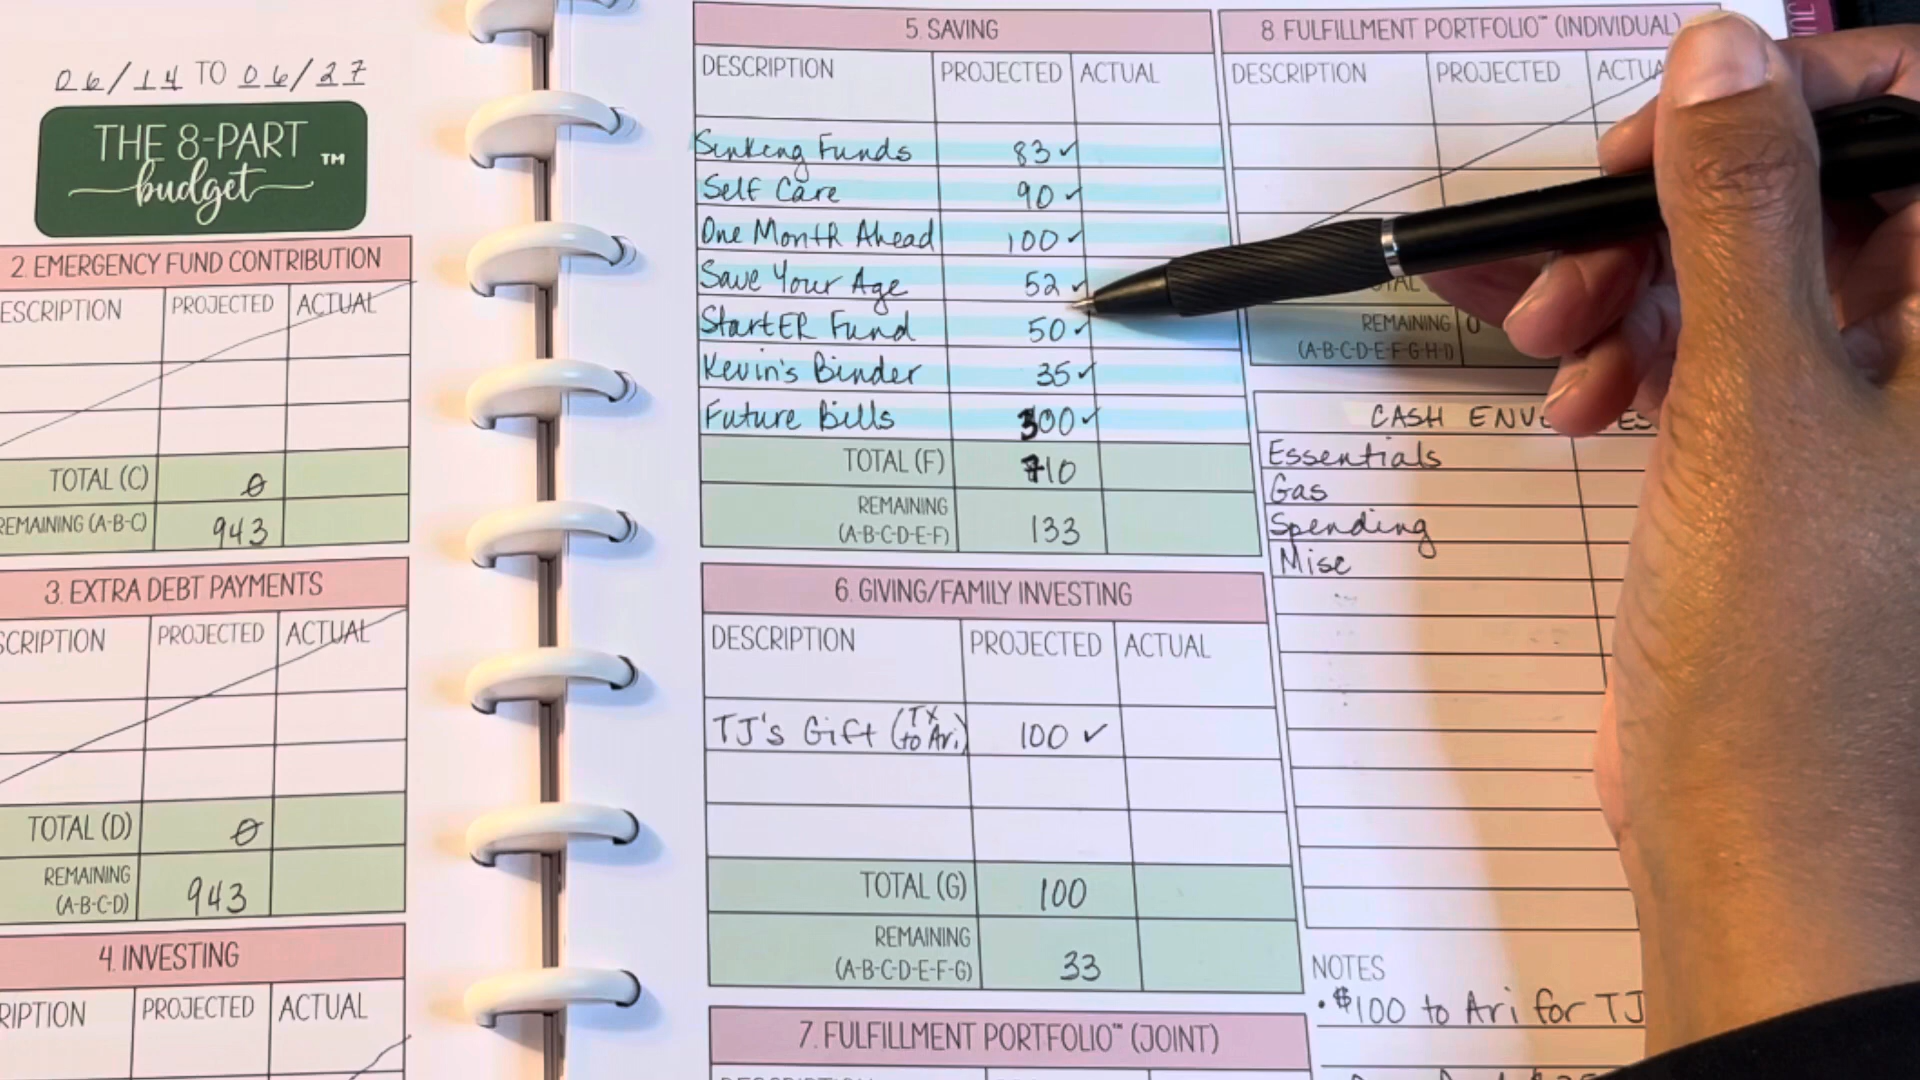 06/14 TO 06/27
THE 8-PART ™
budget
2. EMERGENCY FUND CONTRIBUTION
ESCRIPTION PROJECTED ACTUAL
TOTAL (C) 0
REMAINING (A-B-C) 943
3. EXTRA DEBT PAYMENTS
SCRIPTION PROJECTED ACTUAL
TOTAL (D) 0
REMAINING
(A-B-C-D) 943
4. INVESTING
RIPTION PROJECTED ACTUAL
5. SAVING
DESCRIPTION PROJECTED ACTUAL
Sinking Funds 83 ✓
Self Care 90 ✓
One Month Ahead 100 ✓
Save Your Age 52 ✓
StartER Fund 50 ✓
Kevin's Binder 35 ✓
Future Bills 300 ✓
TOTAL (F) 710
REMAINING
(A-B-C-D-E-F) 133
6. GIVING/FAMILY INVESTING
DESCRIPTION PROJECTED ACTUAL
TJ's Gift (TX to Ari) 100 ✓
TOTAL (G) 100
REMAINING
(A-B-C-D-E-F-G) 33
7. FULFILLMENT PORTFOLIO™ (JOINT)
8. FULFILLMENT PORTFOLIO™ (INDIVIDUAL)
DESCRIPTION PROJECTED ACTUA
TAL
REMAINING 0
(A-B-C-D-E-F-G-H-I)
CASH ENV ES
Essentials
Gas
Spending
Misc
NOTES
• $100 to Ari for TJ